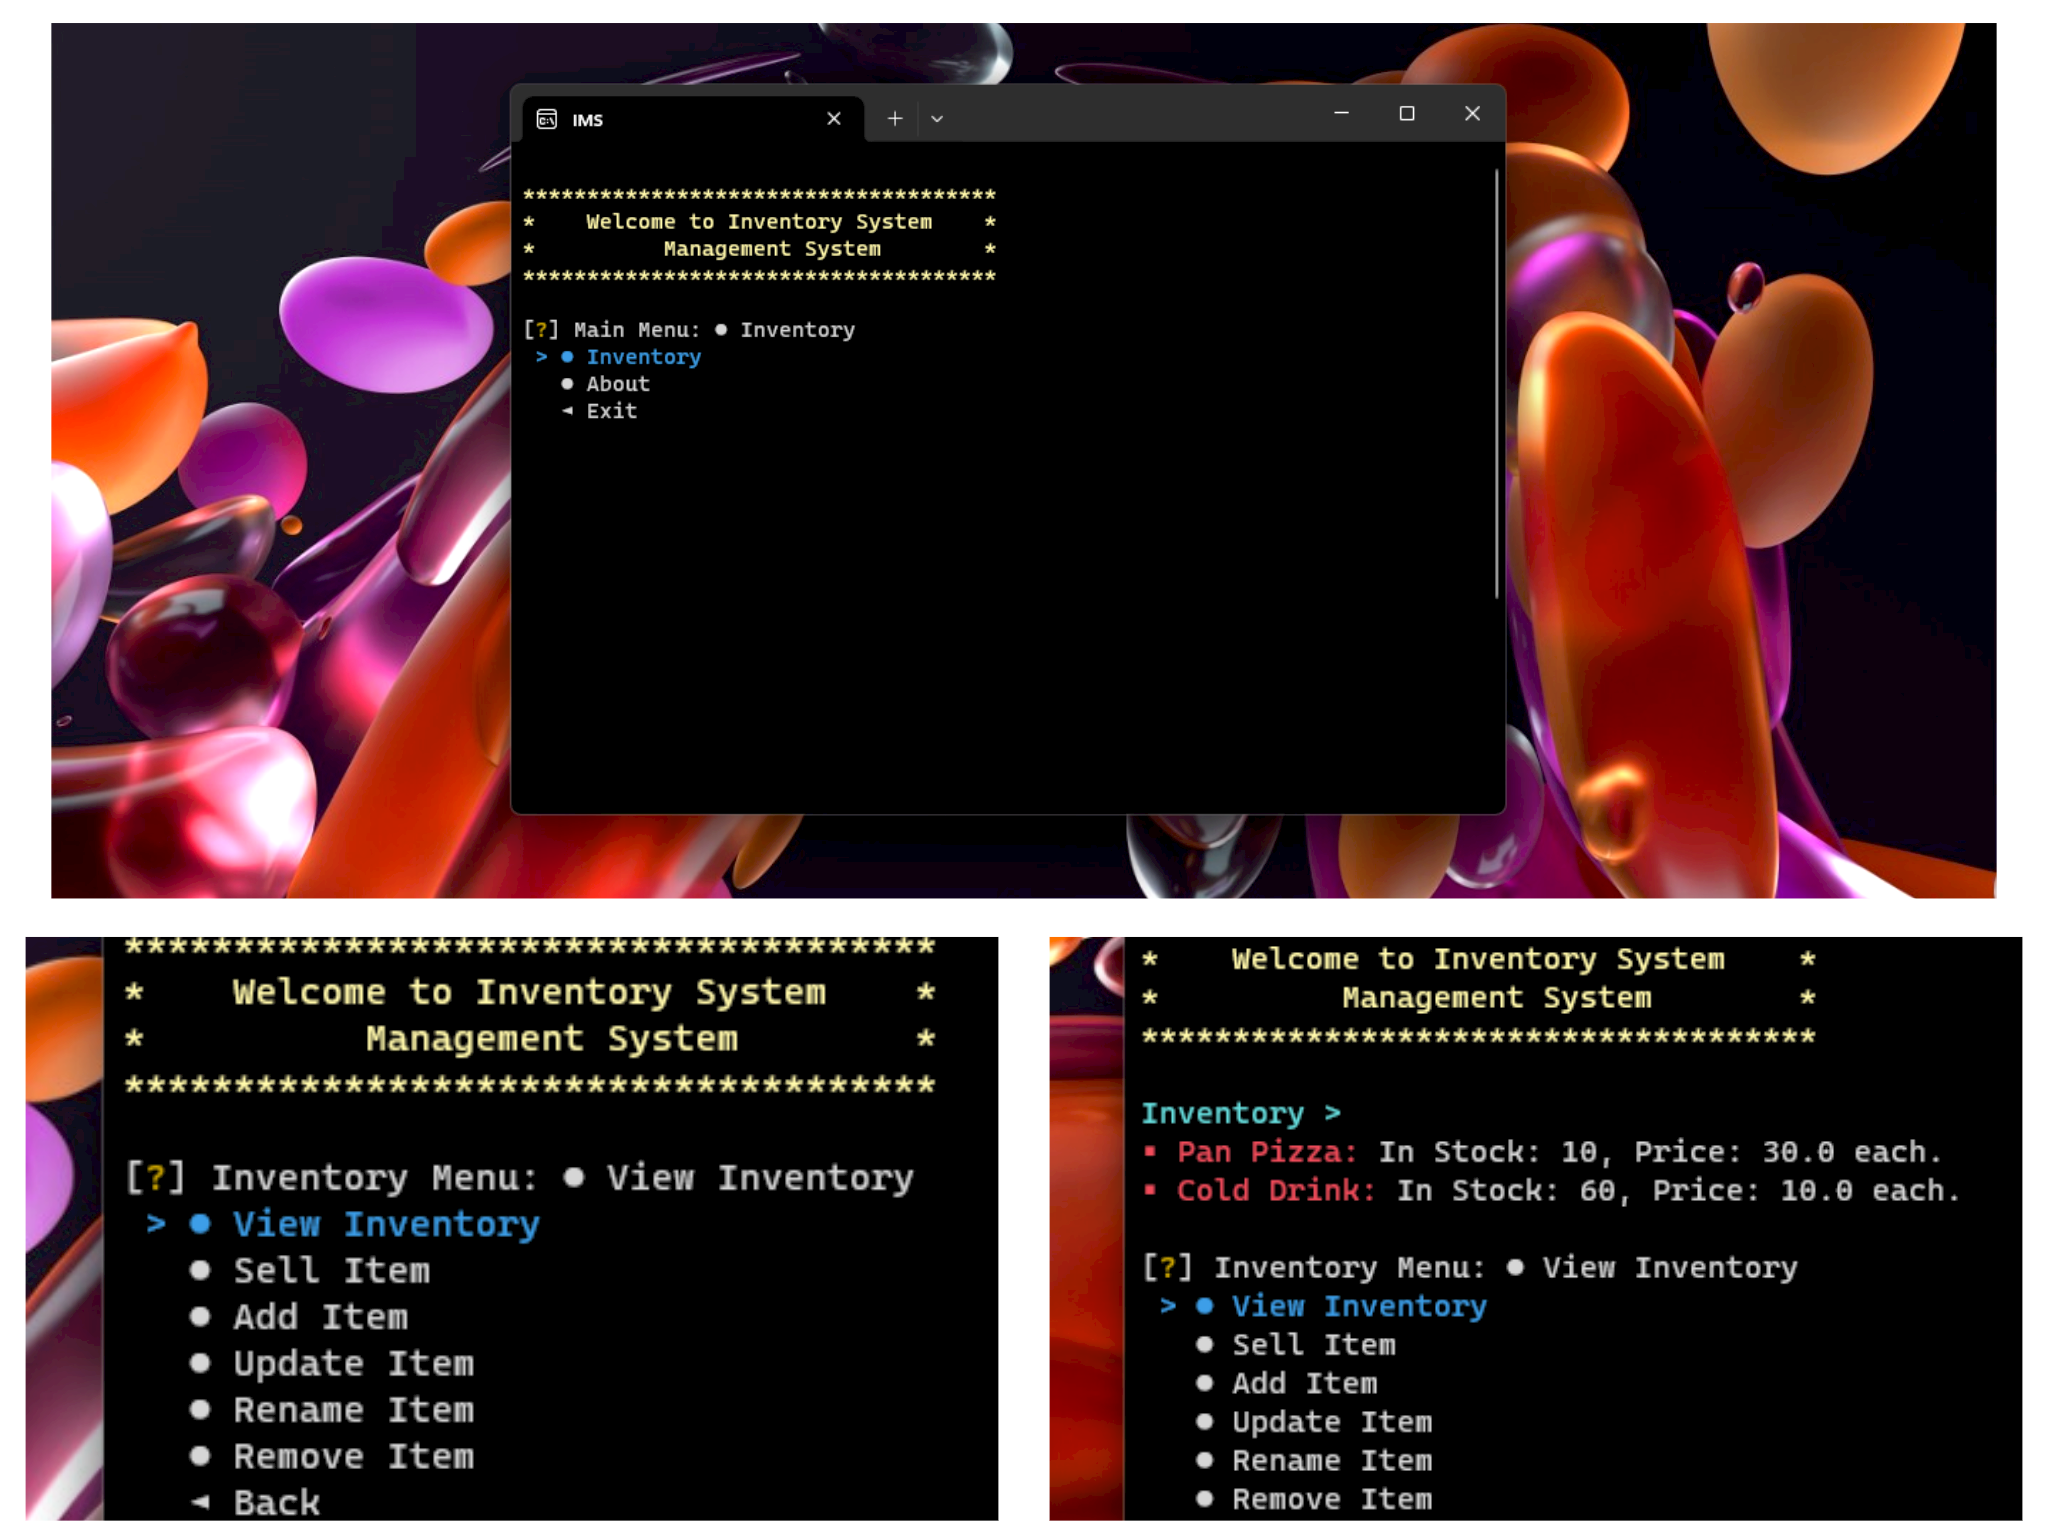 IMS
*************************************
*    Welcome to Inventory System    *
*          Management System        *
*************************************
[?] Main Menu: ● Inventory
> ● Inventory
● About
◄ Exit
*************************************
*    Welcome to Inventory System    *
*          Management System        *
*************************************
[?] Inventory Menu: ● View Inventory
> ● View Inventory
● Sell Item
● Add Item
● Update Item
● Rename Item
● Remove Item
◄ Back
*    Welcome to Inventory System    *
*          Management System        *
*************************************
Inventory >
▪ Pan Pizza: In Stock: 10, Price: 30.0 each.
▪ Cold Drink: In Stock: 60, Price: 10.0 each.
[?] Inventory Menu: ● View Inventory
> ● View Inventory
● Sell Item
● Add Item
● Update Item
● Rename Item
● Remove Item